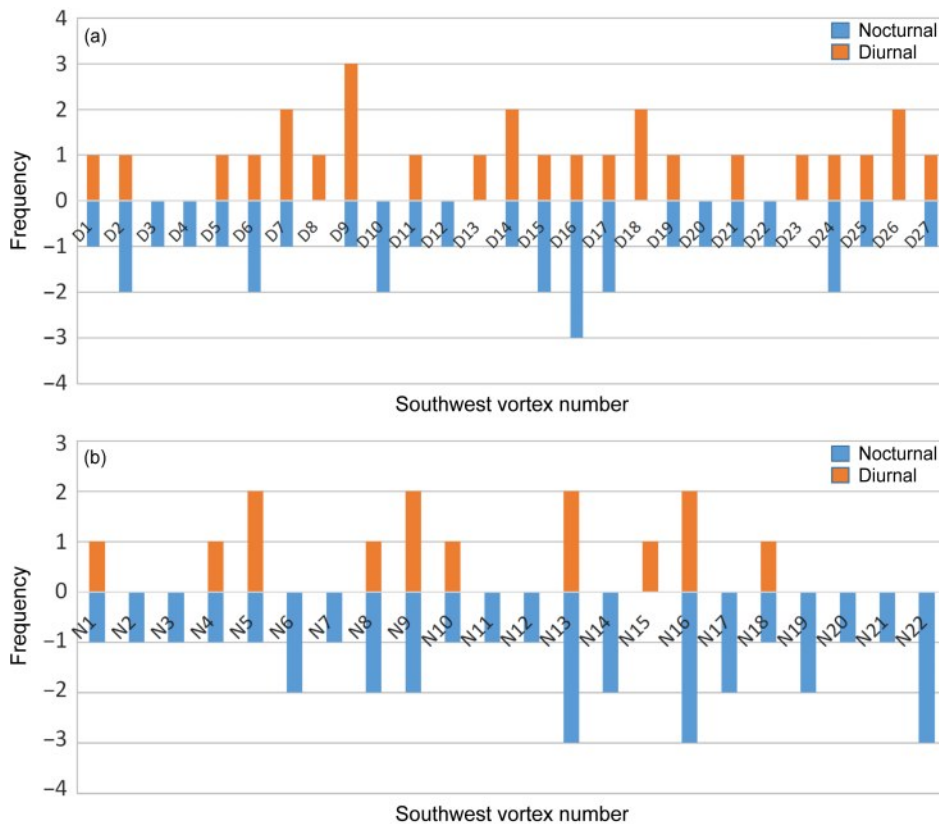 (a)
Nocturnal
Diurnal
4
3
2
1
0
−1
−2
−3
−4
Frequency
D1 D2 D3 D4 D5 D6 D7 D8 D9 D10 D11 D12 D13 D14 D15 D16 D17 D18 D19 D20 D21 D22 D23 D24 D25 D26 D27
Southwest vortex number
(b)
Nocturnal
Diurnal
3
2
1
0
−1
−2
−3
−4
Frequency
N1 N2 N3 N4 N5 N6 N7 N8 N9 N10 N11 N12 N13 N14 N15 N16 N17 N18 N19 N20 N21 N22
Southwest vortex number